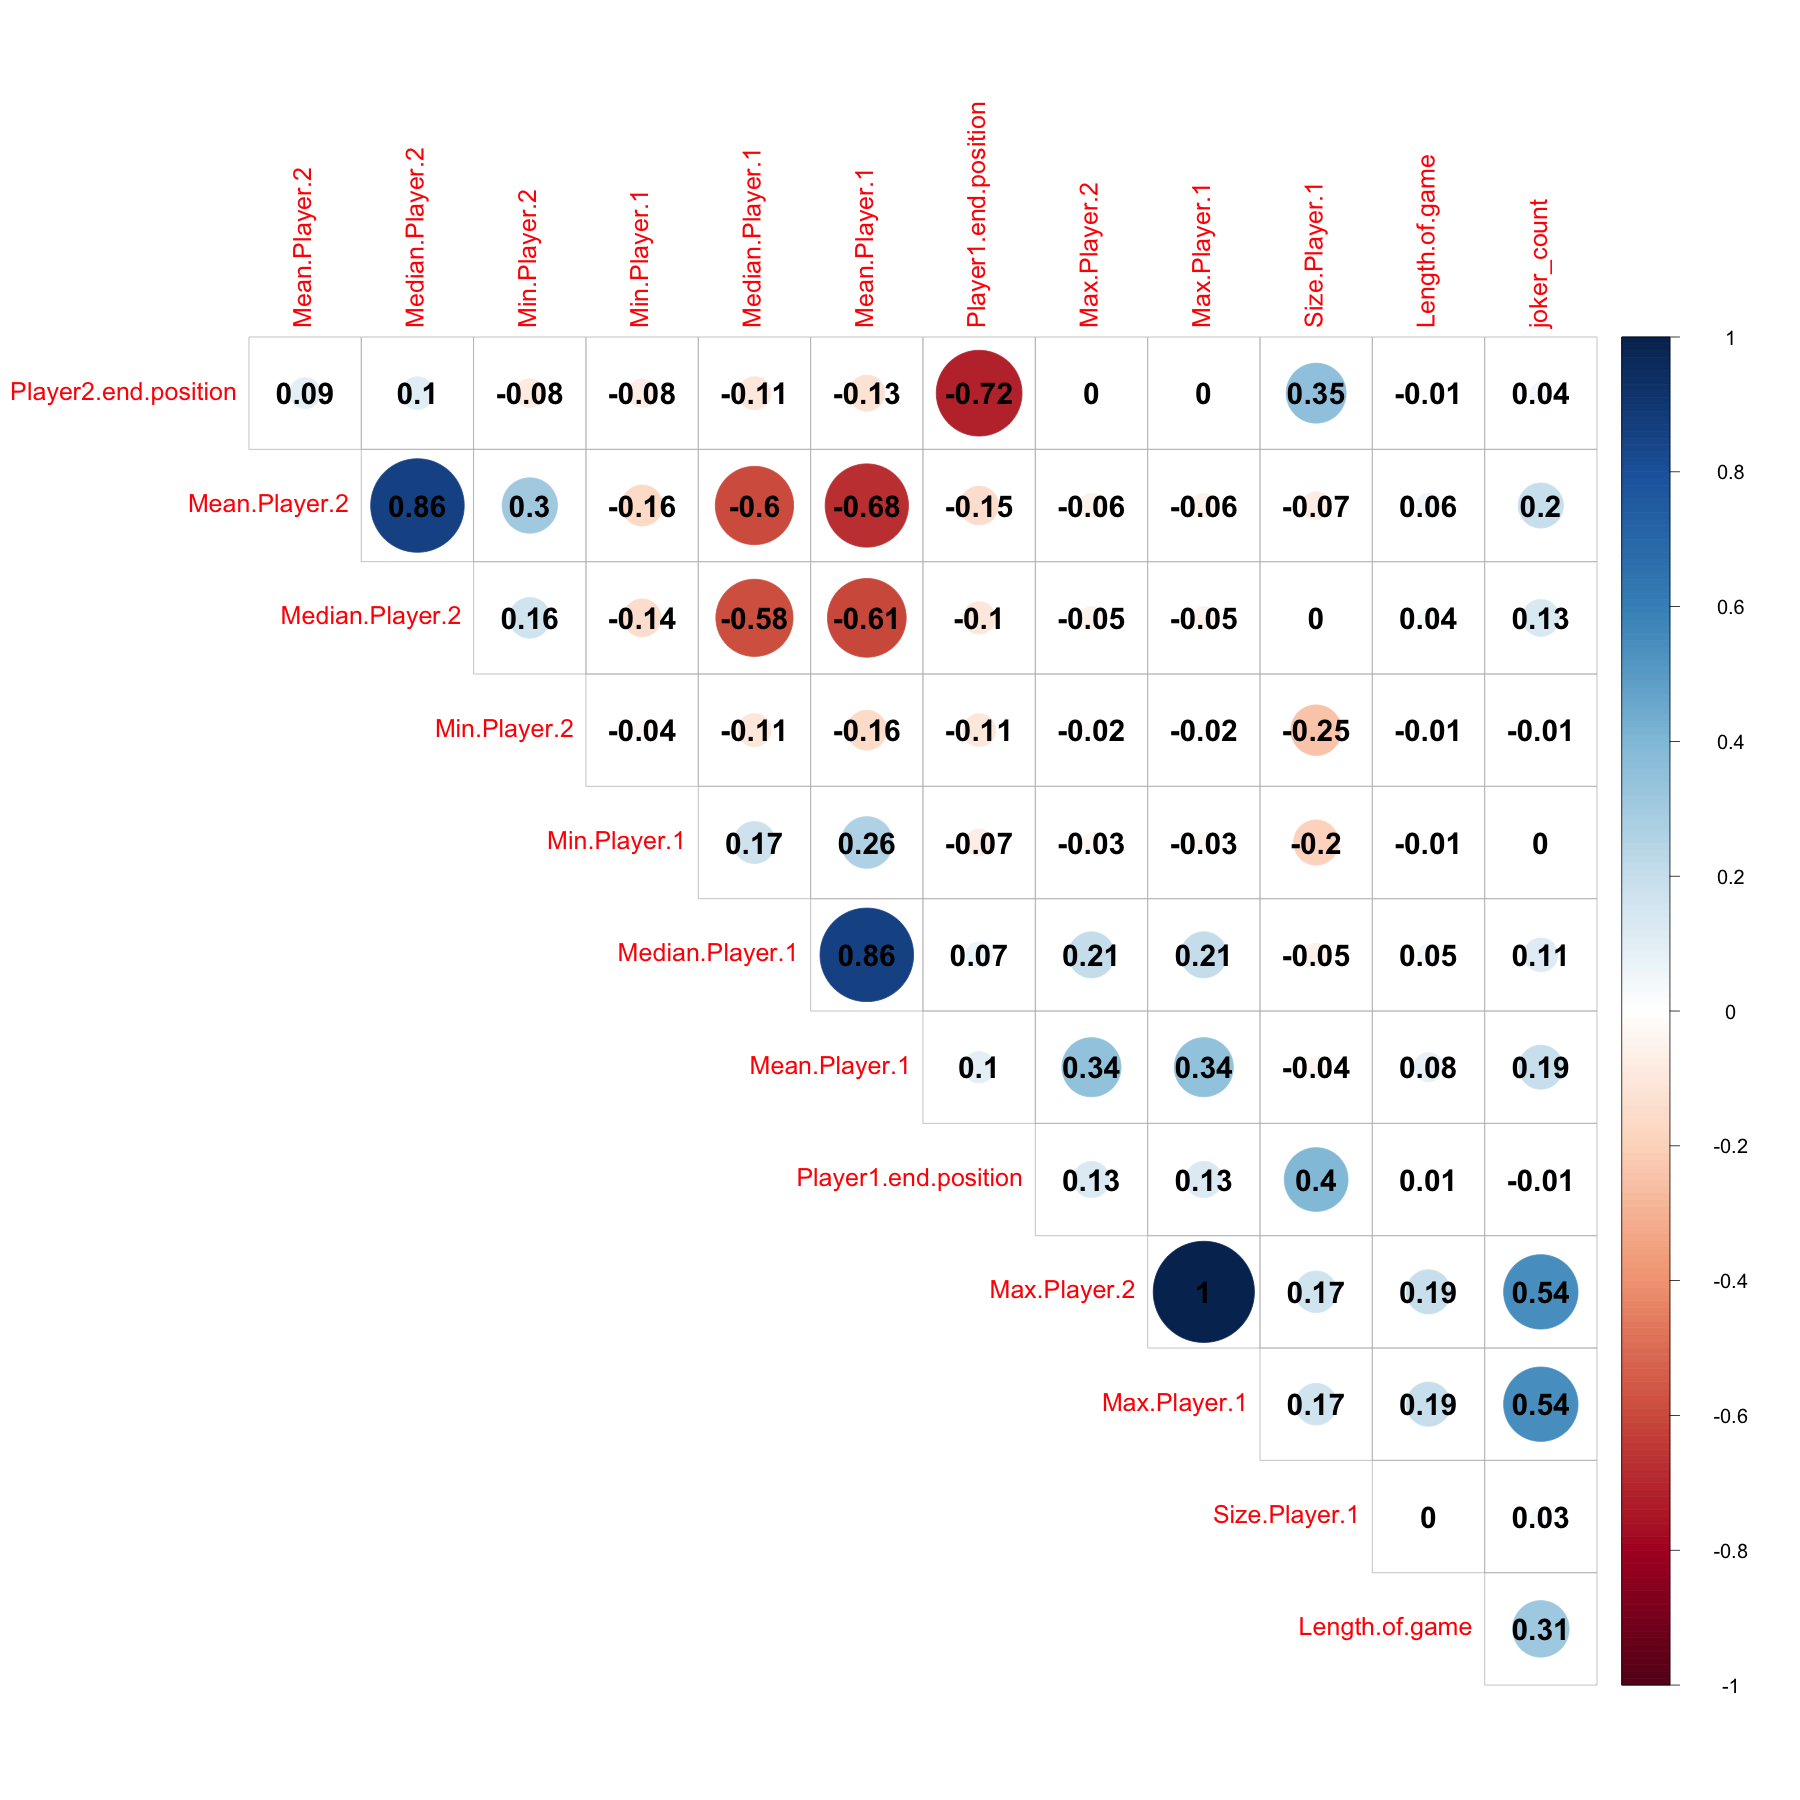 Mean.Player.2 Median.Player.2 Min.Player.2 Min.Player.1 Median.Player.1 Mean.Player.1 Player1.end.position Max.Player.2 Max.Player.1 Size.Player.1 Length.of.game joker_count
Player2.end.position 0.09 0.1 -0.08 -0.08 -0.11 -0.13 -0.72 0 0 0.35 -0.01 0.04
Mean.Player.2 0.86 0.3 -0.16 -0.6 -0.68 -0.15 -0.06 -0.06 -0.07 0.06 0.2
Median.Player.2 0.16 -0.14 -0.58 -0.61 -0.1 -0.05 -0.05 0 0.04 0.13
Min.Player.2 -0.04 -0.11 -0.16 -0.11 -0.02 -0.02 -0.25 -0.01 -0.01
Min.Player.1 0.17 0.26 -0.07 -0.03 -0.03 -0.2 -0.01 0
Median.Player.1 0.86 0.07 0.21 0.21 -0.05 0.05 0.11
Mean.Player.1 0.1 0.34 0.34 -0.04 0.08 0.19
Player1.end.position 0.13 0.13 0.4 0.01 -0.01
Max.Player.2 1 0.17 0.19 0.54
Max.Player.1 0.17 0.19 0.54
Size.Player.1 0 0.03
Length.of.game 0.31
1
0.8
0.6
0.4
0.2
0
-0.2
-0.4
-0.6
-0.8
-1